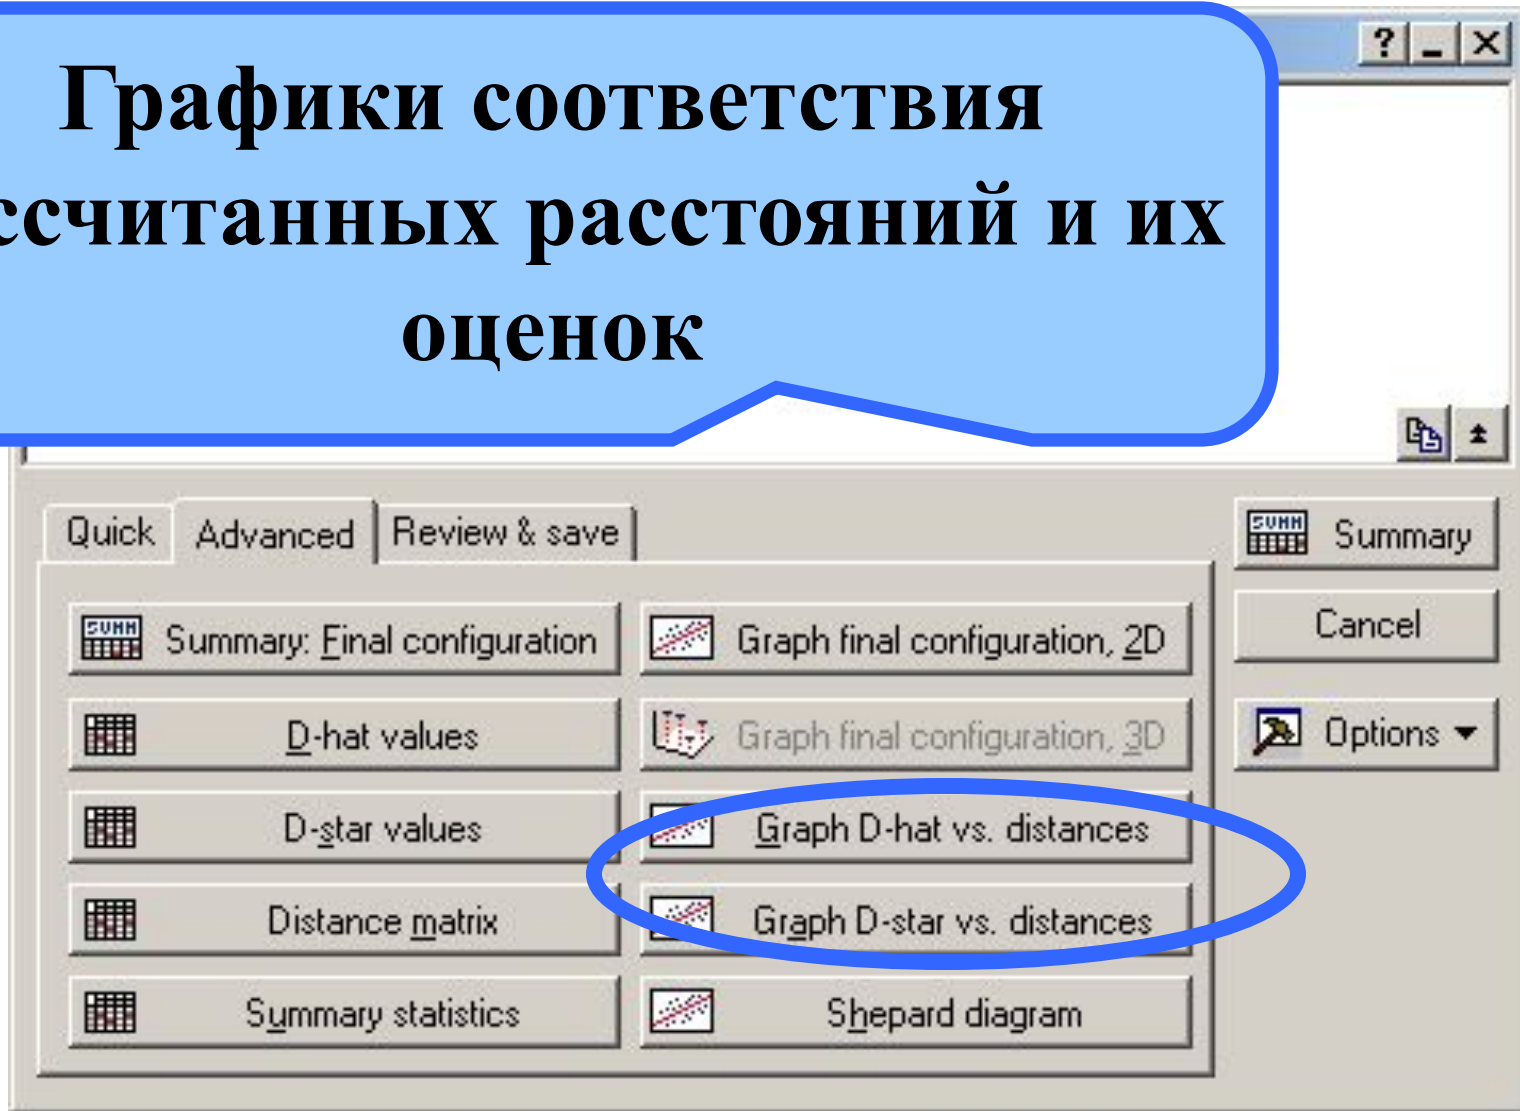 Графики соответствия
ссчитанных расстояний и их
оценок
Quick Advanced Review & save
Summary
Cancel
Options
Summary: Final configuration
Graph final configuration, 2D
D-hat values
Graph final configuration, 3D
D-star values
Graph D-hat vs. distances
Distance matrix
Graph D-star vs. distances
Summary statistics
Shepard diagram